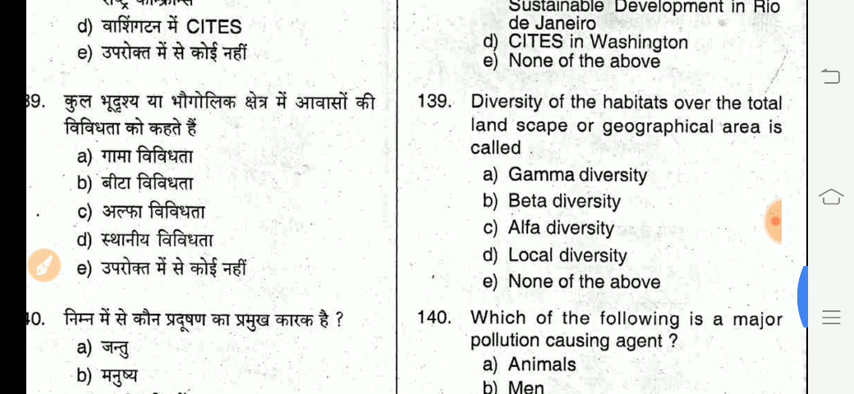 d) वाशिंगटन में CITES
e) उपरोक्त में से कोई नहीं
39. कुल भूदृश्य या भौगोलिक क्षेत्र में आवासों की
विविधता को कहते हैं
a) गामा विविधता
b) बीटा विविधता
c) अल्फा विविधता
d) स्थानीय विविधता
e) उपरोक्त में से कोई नहीं
40. निम्न में से कौन प्रदूषण का प्रमुख कारक है ?
a) जन्तु
b) मनुष्य
Sustainable Development in Rio
de Janeiro
d) CITES in Washington
e) None of the above
139. Diversity of the habitats over the total
land scape or geographical area is
called
a) Gamma diversity
b) Beta diversity
c) Alfa diversity
d) Local diversity
e) None of the above
140. Which of the following is a major
pollution causing agent ?
a) Animals
b) Men